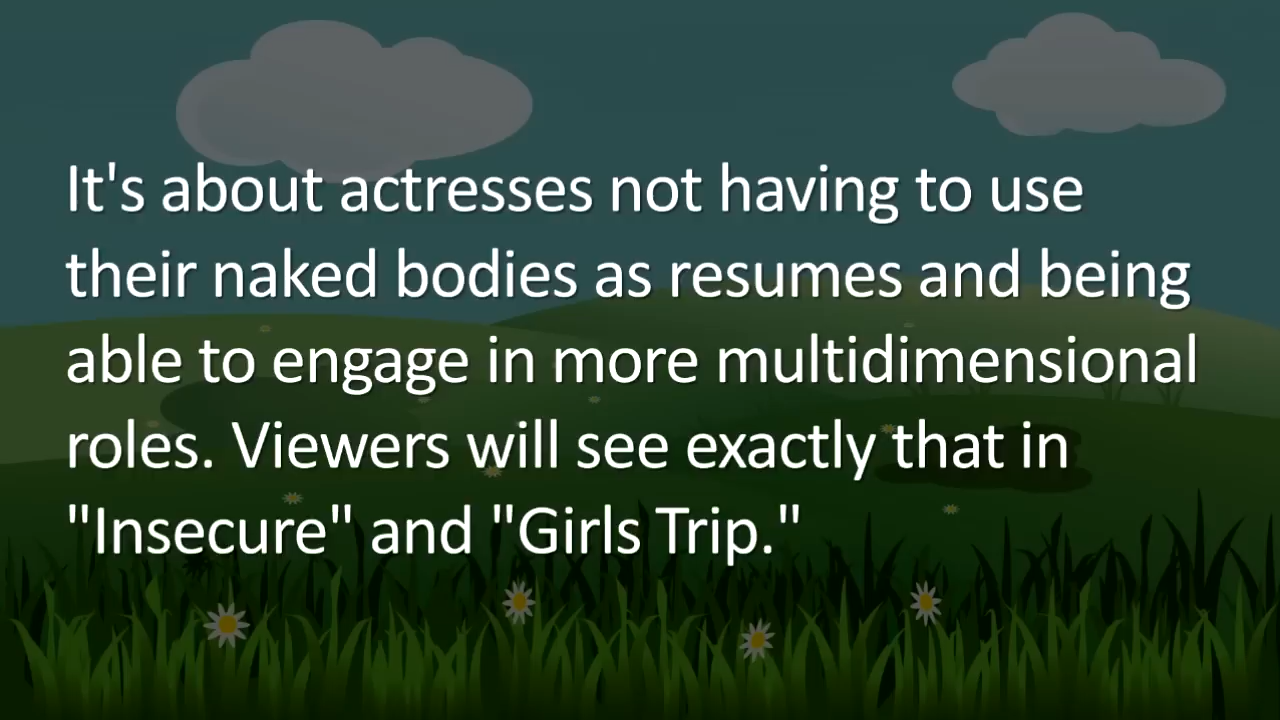 It's about actresses not having to use
their naked bodies as resumes and being
able to engage in more multidimensional
roles. Viewers will see exactly that in
"Insecure" and "Girls Trip."